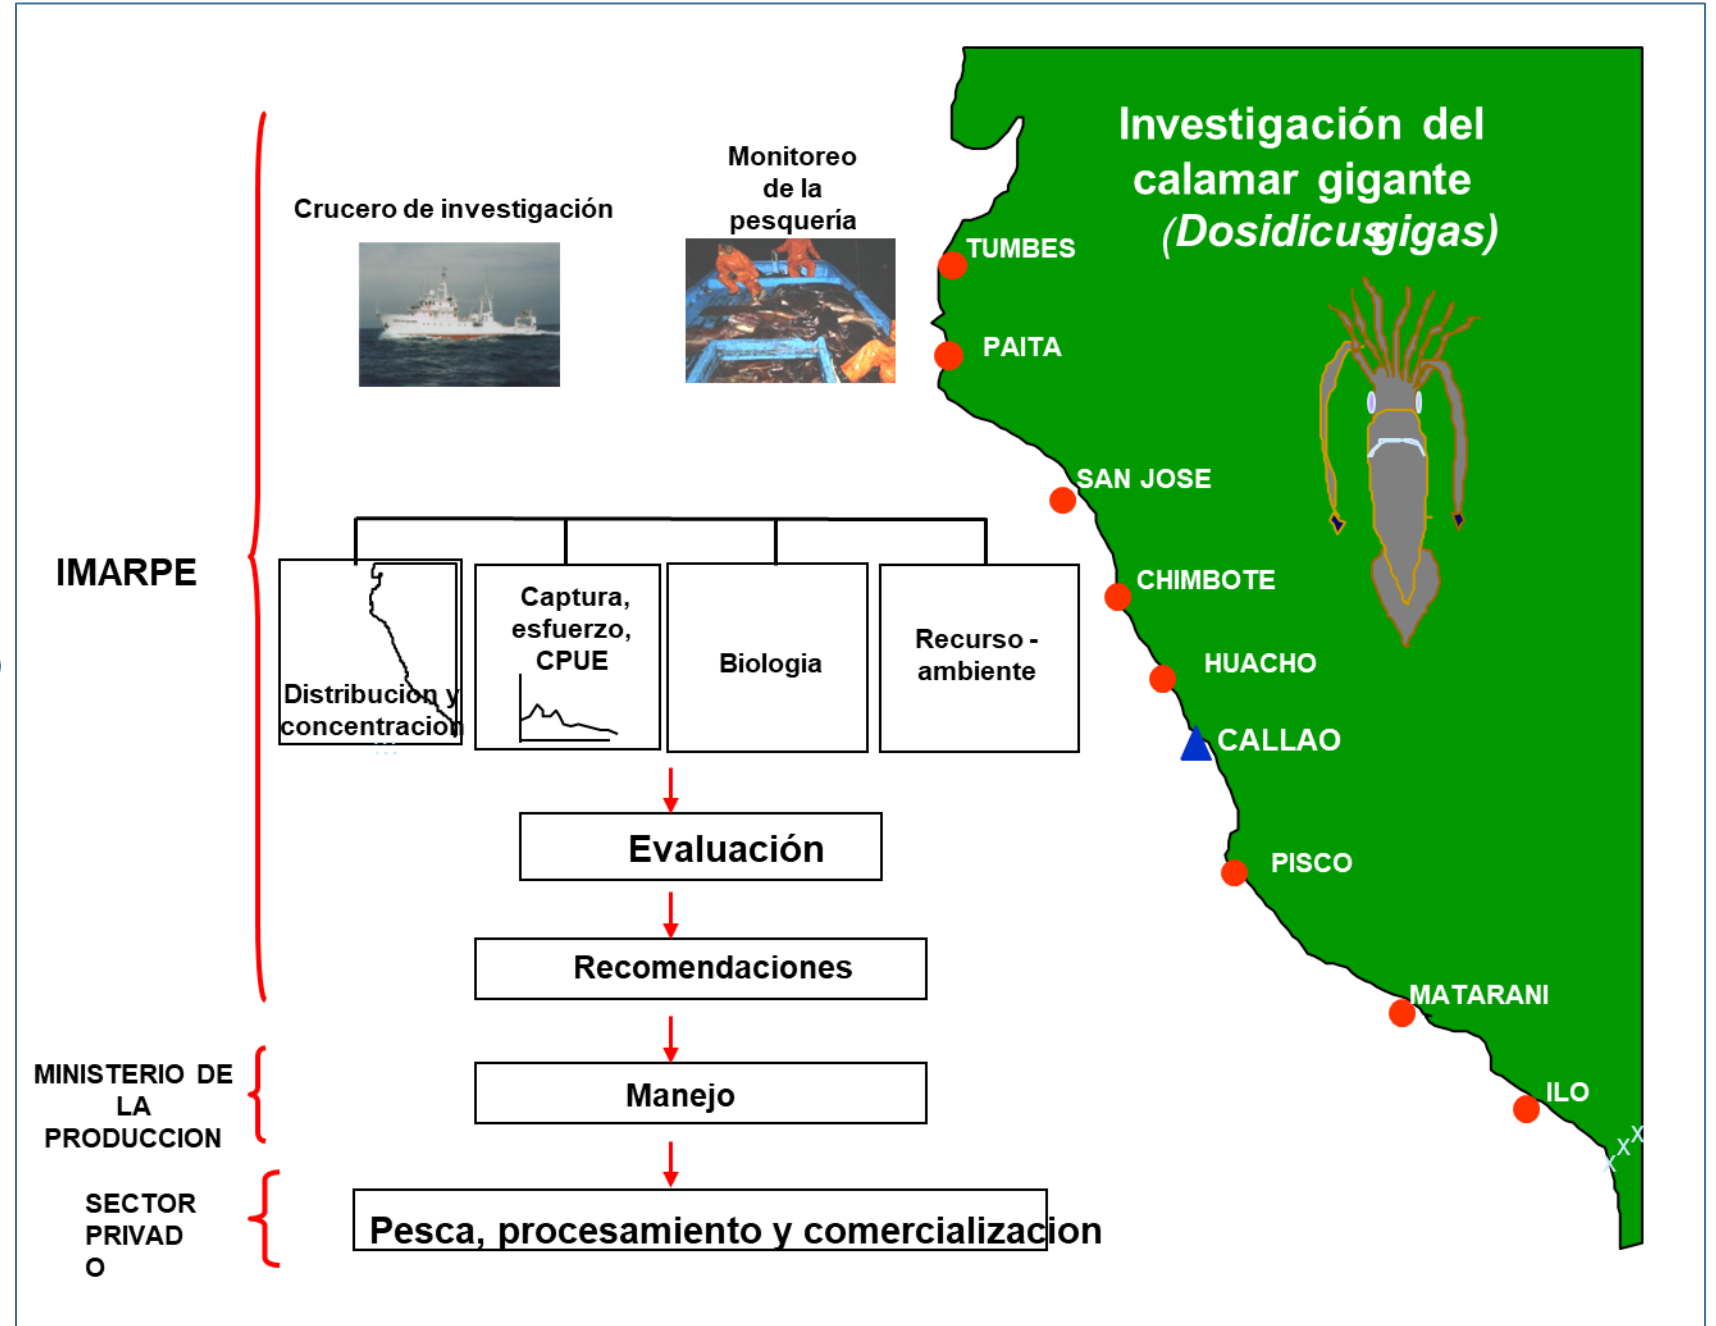 Investigación del
calamar gigante
(Dosidicus gigas)
Crucero de investigación
Monitoreo
de la
pesquería
TUMBES
PAITA
SAN JOSE
CHIMBOTE
HUACHO
CALLAO
PISCO
MATARANI
ILO
x x x
IMARPE
Distribucion y
concentracion
Captura,
esfuerzo,
CPUE
Biologia
Recurso -
ambiente
Evaluación
Recomendaciones
MINISTERIO DE
LA
PRODUCCION
Manejo
SECTOR
PRIVAD
O
Pesca, procesamiento y comercializacion